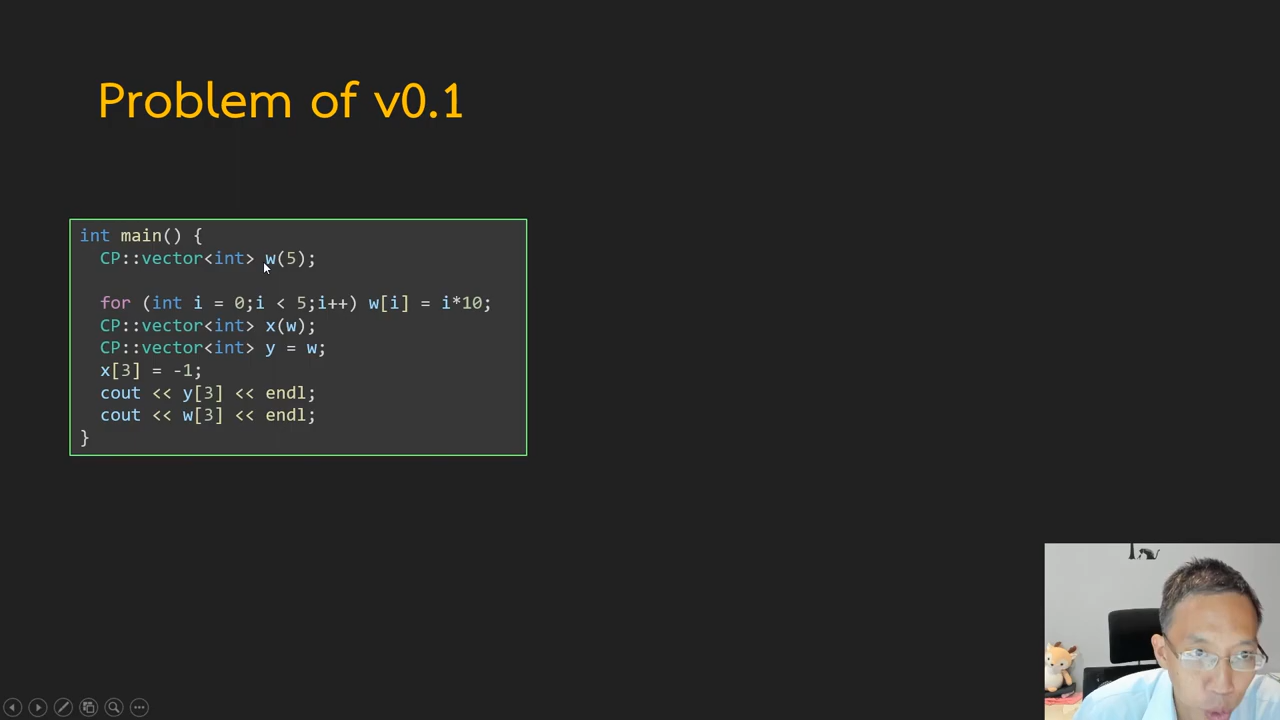 Problem of v0.1
int main() {
CP::vector<int> w(5);
for (int i = 0;i < 5;i++) w[i] = i*10;
CP::vector<int> x(w);
CP::vector<int> y = w;
x[3] = -1;
cout << y[3] << endl;
cout << w[3] << endl;
}